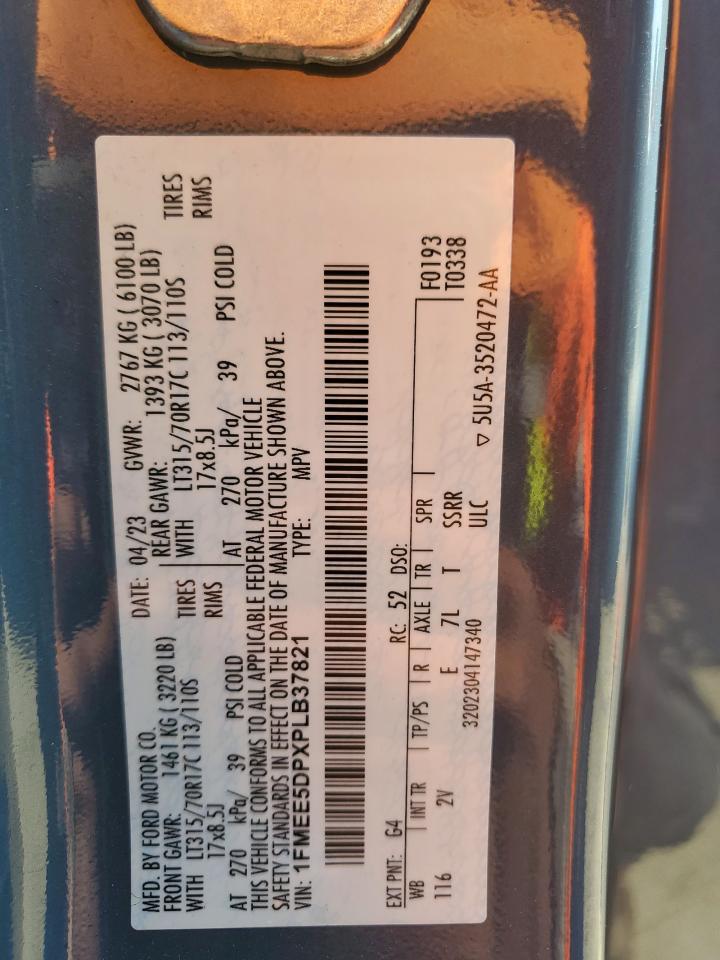 MFD. BY FORD MOTOR CO. DATE: 04/23 GVWR: 2767 KG ( 6100 LB)
FRONT GAWR: 1461 KG ( 3220 LB) REAR GAWR: 1393 KG ( 3070 LB)
WITH LT315/70R17C 113/110S TIRES WITH LT315/70R17C 113/110S TIRES
17x8.5J RIMS 17x8.5J RIMS
AT 270 kPa/ 39 PSI COLD AT 270 kPa/ 39 PSI COLD
THIS VEHICLE CONFORMS TO ALL APPLICABLE FEDERAL MOTOR VEHICLE
SAFETY STANDARDS IN EFFECT ON THE DATE OF MANUFACTURE SHOWN ABOVE.
VIN: 1FMEE5DPXPLB37821 TYPE: MPV
EXT PNT: G4 RC: 52 DSO: F0193
WB INT TR TP/PS R AXLE TR SPR T0338
116 2V E 7L T SSRR
3202304147340 ULC ▽ 5U5A-3520472-AA